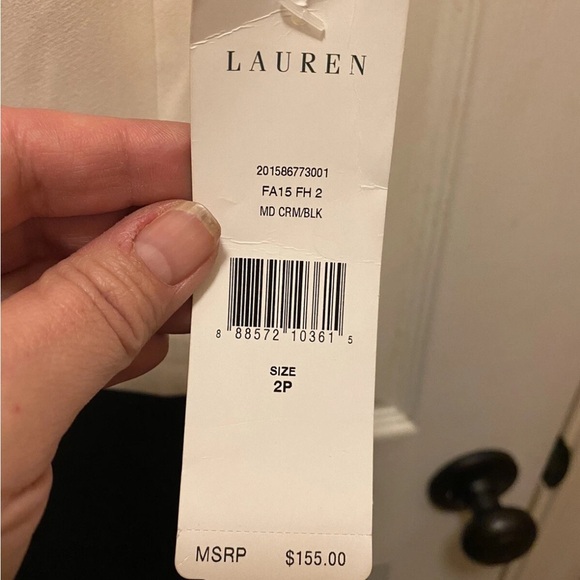 LAUREN
201586773001
FA15 FH 2
MD CRM/BLK
8 88572 10361 5
SIZE
2P
MSRP $155.00